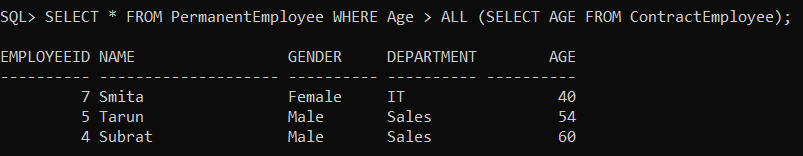 SQL> SELECT * FROM PermanentEmployee WHERE Age > ALL (SELECT AGE FROM ContractEmployee);
EMPLOYEEID NAME                 GENDER     DEPARTMENT        AGE
---------- -------------------- ---------- ---------- ----------
         7 Smita                Female     IT                 40
         5 Tarun                Male       Sales              54
         4 Subrat               Male       Sales              60